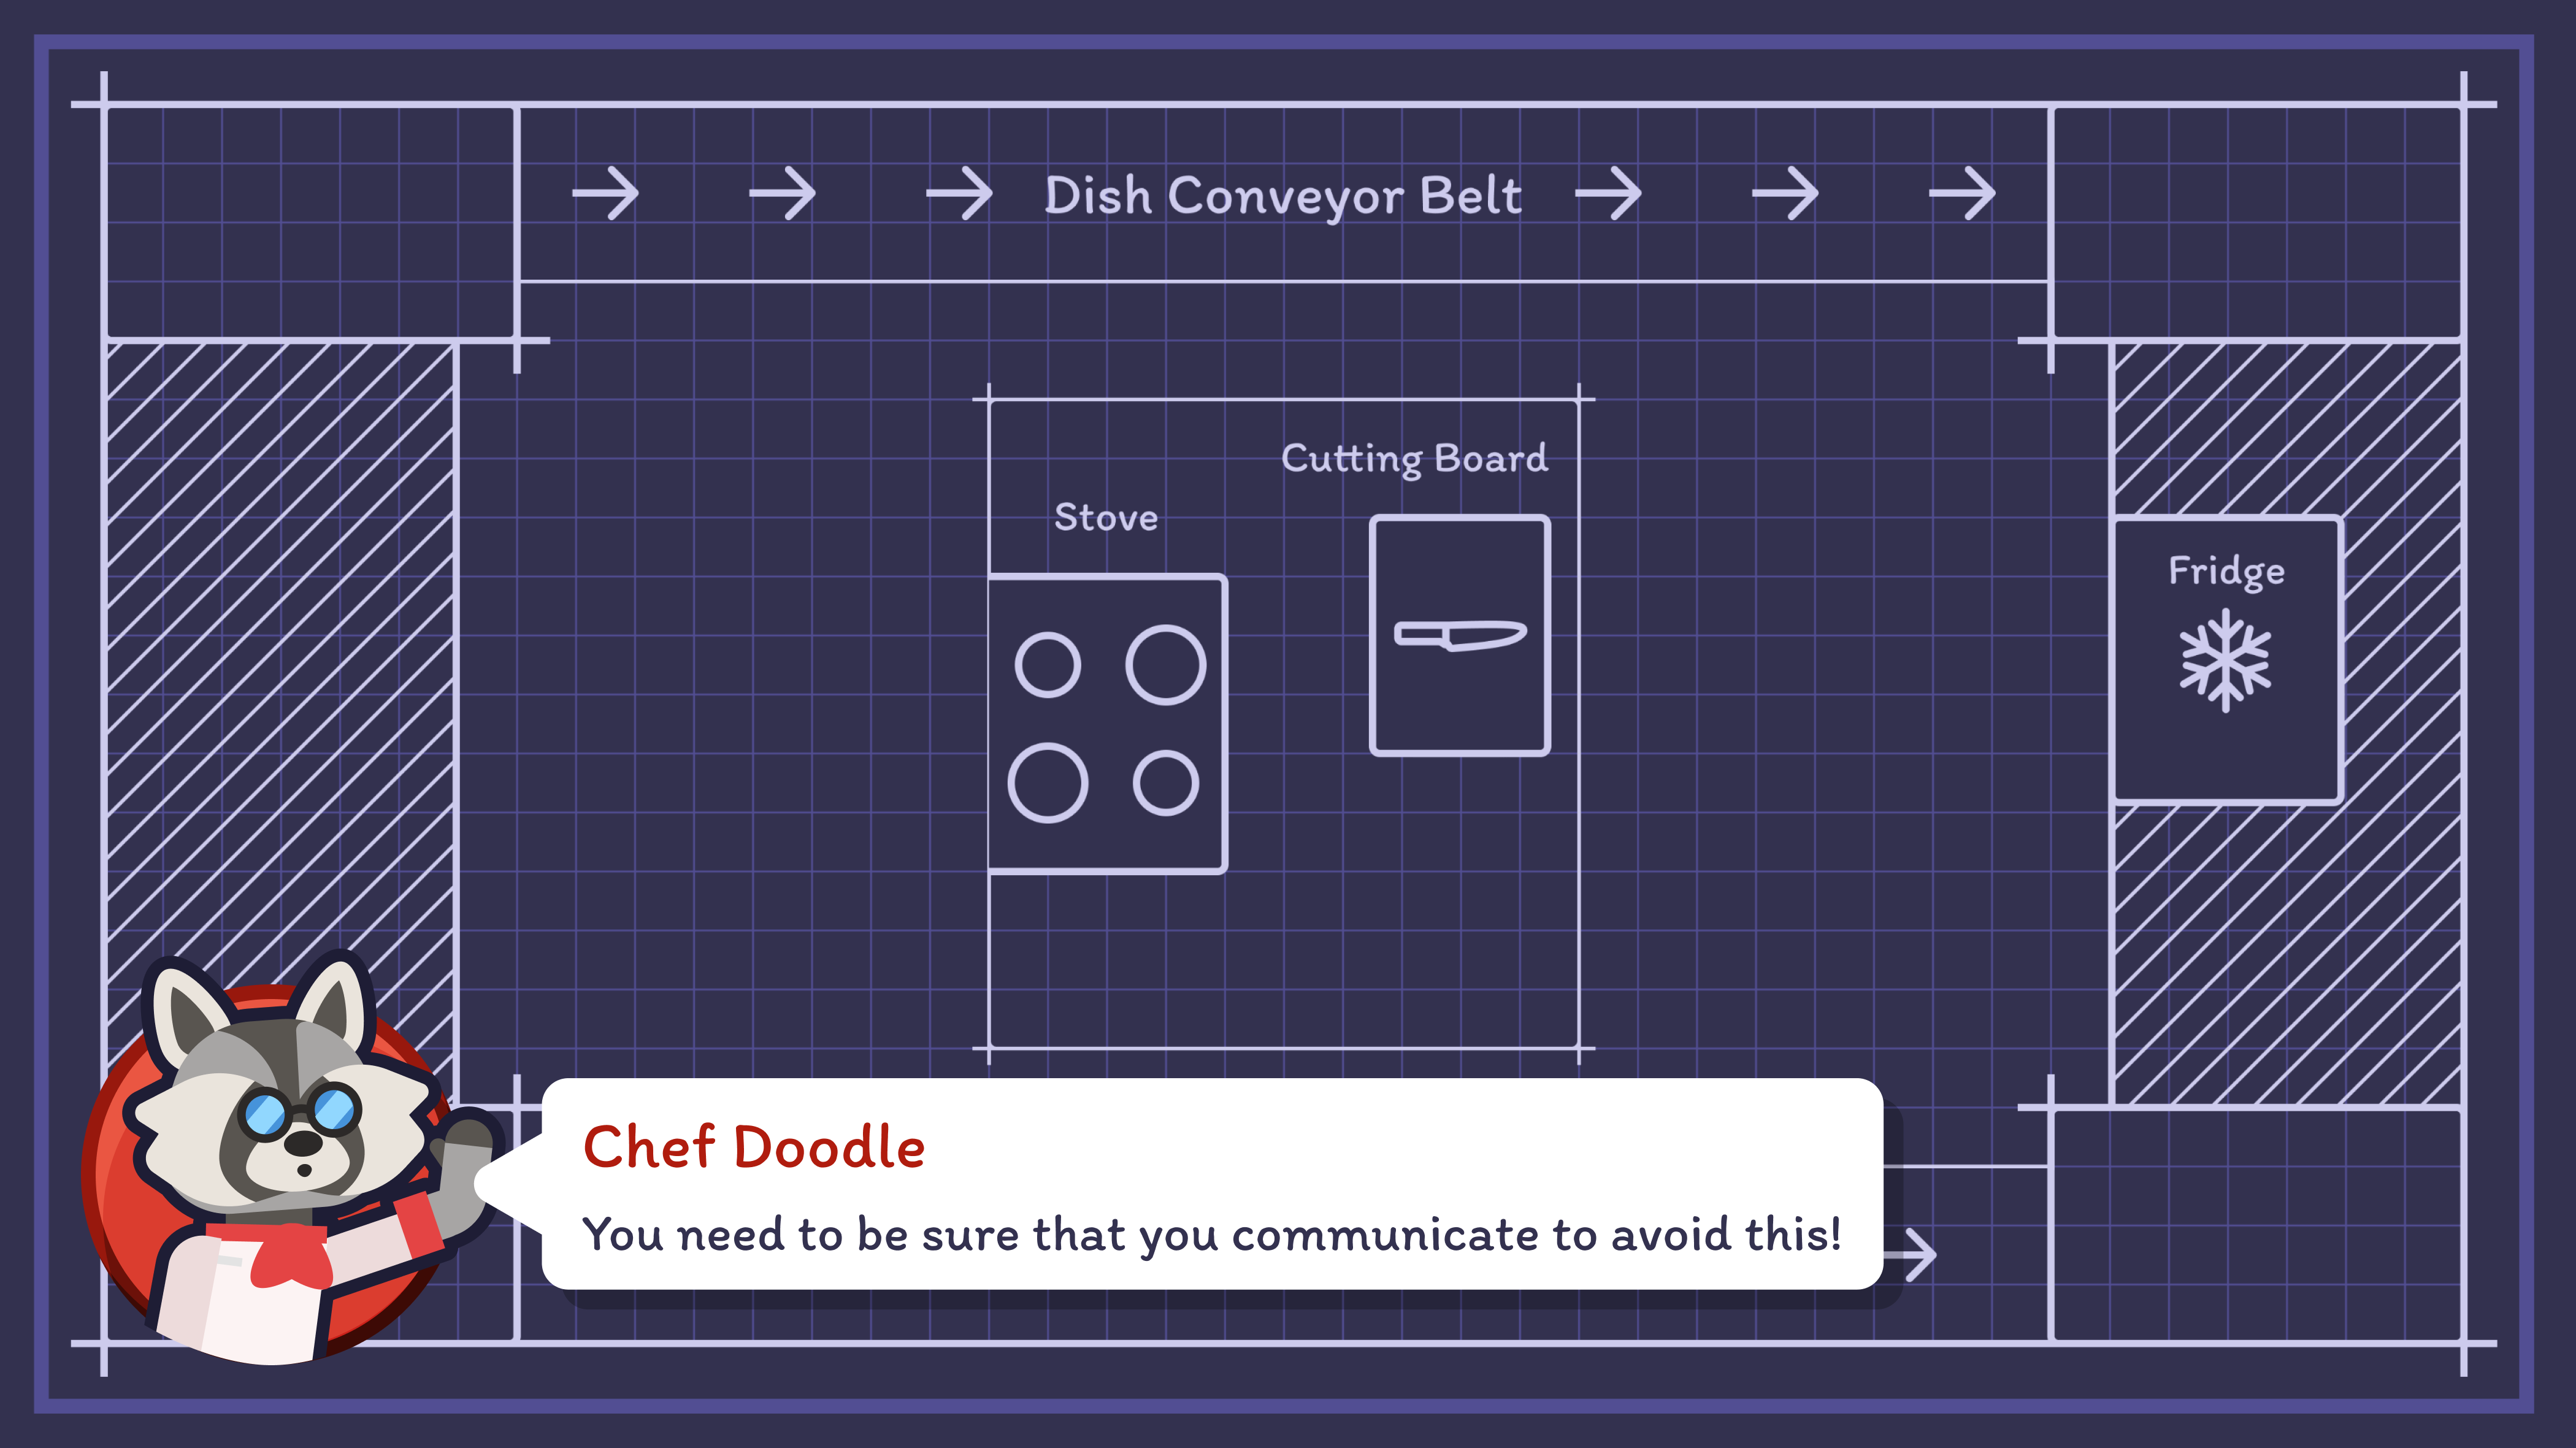 Dish Conveyor Belt
Cutting Board
Stove
Fridge
Chef Doodle
You need to be sure that you communicate to avoid this!